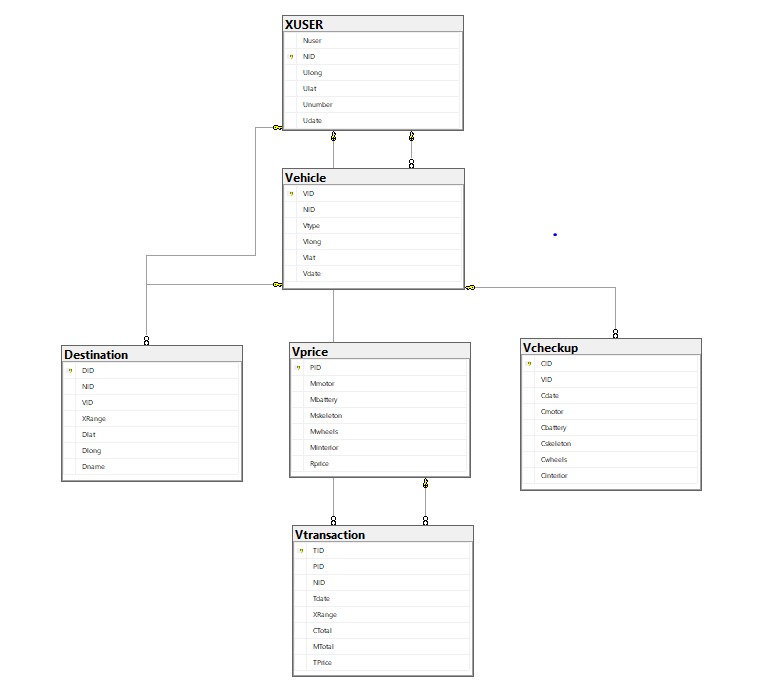 XUSER
Nuser
NID
Ulong
Ulat
Unumber
Udate
Vehicle
VID
NID
Vtype
Vlong
Vlat
Vdate
Destination
DID
NID
VID
XRange
Dlat
Dlong
Dname
Vprice
PID
Mmotor
Mbattery
Mskeleton
Mwheels
Minterior
Rprice
Vcheckup
CID
VID
Cdate
Cmotor
Cbattery
Cskeleton
Cwheels
Cinterior
Vtransaction
TID
PID
NID
Tdate
XRange
CTotal
MTotal
TPrice